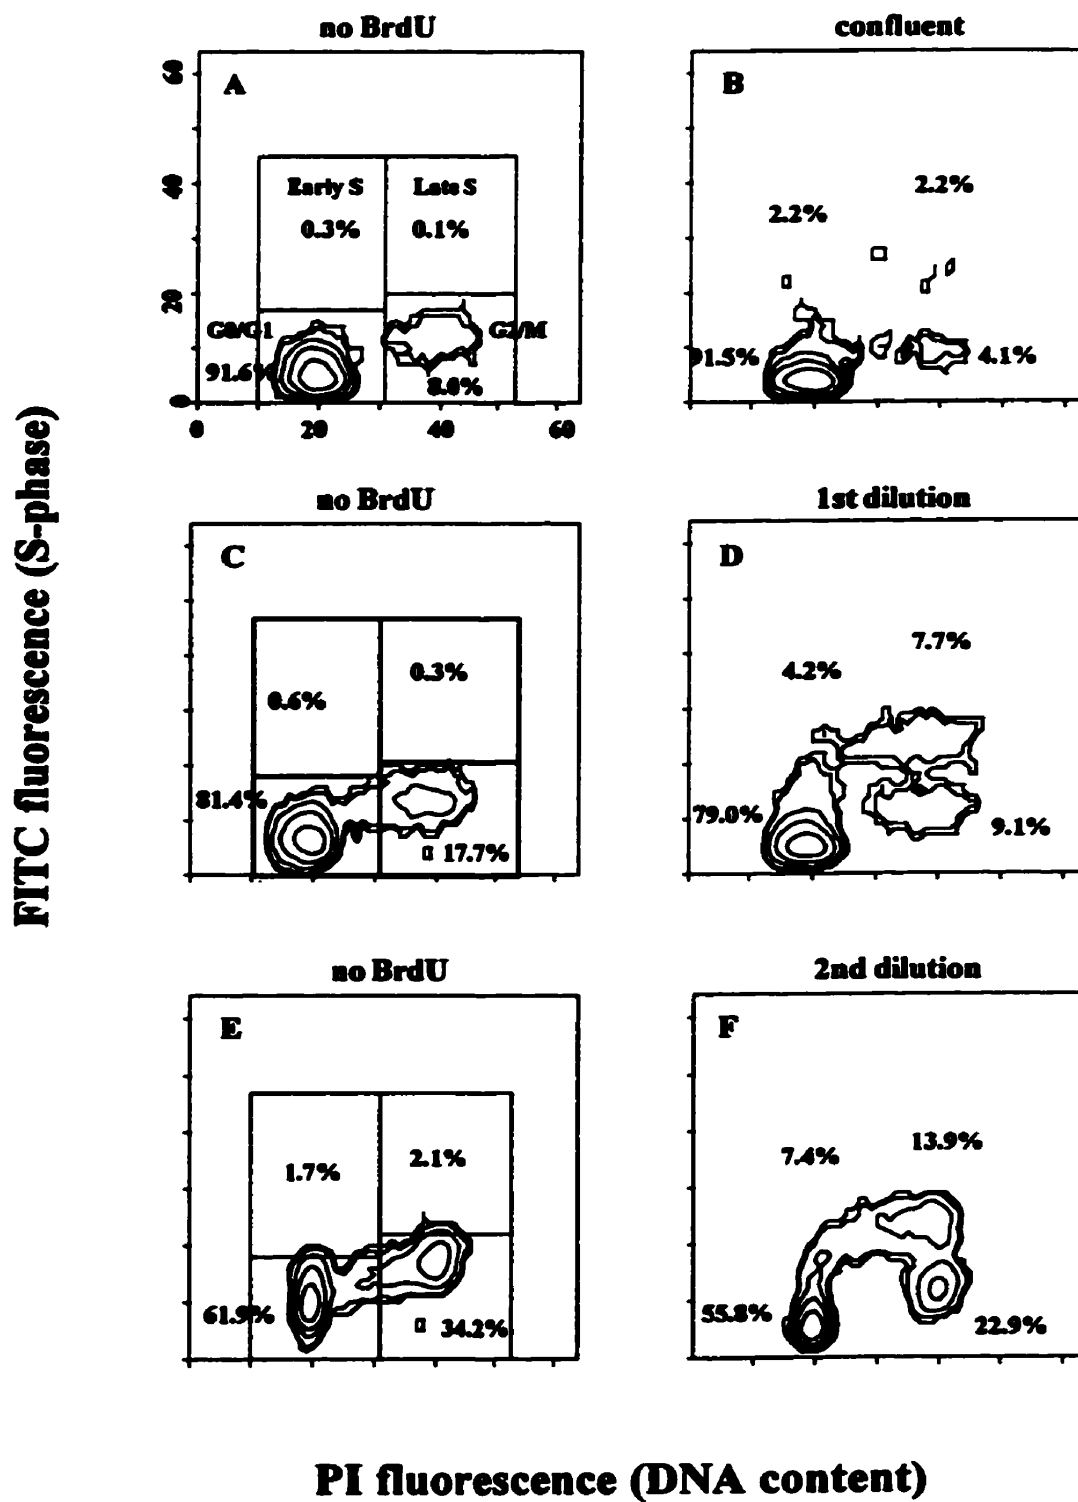 no BrdU
confluent
A
B
60
40
20
0
Early S
Late S
0.3%
0.1%
G0/G1
G2/M
91.6%
8.0%
0
20
40
60
2.2%
2.2%
91.5%
4.1%
FITC fluorescence (S-phase)
no BrdU
1st dilution
C
D
0.6%
0.3%
81.4%
17.7%
4.2%
7.7%
79.0%
9.1%
no BrdU
2nd dilution
E
F
1.7%
2.1%
61.9%
34.2%
7.4%
13.9%
55.8%
22.9%
PI fluorescence (DNA content)